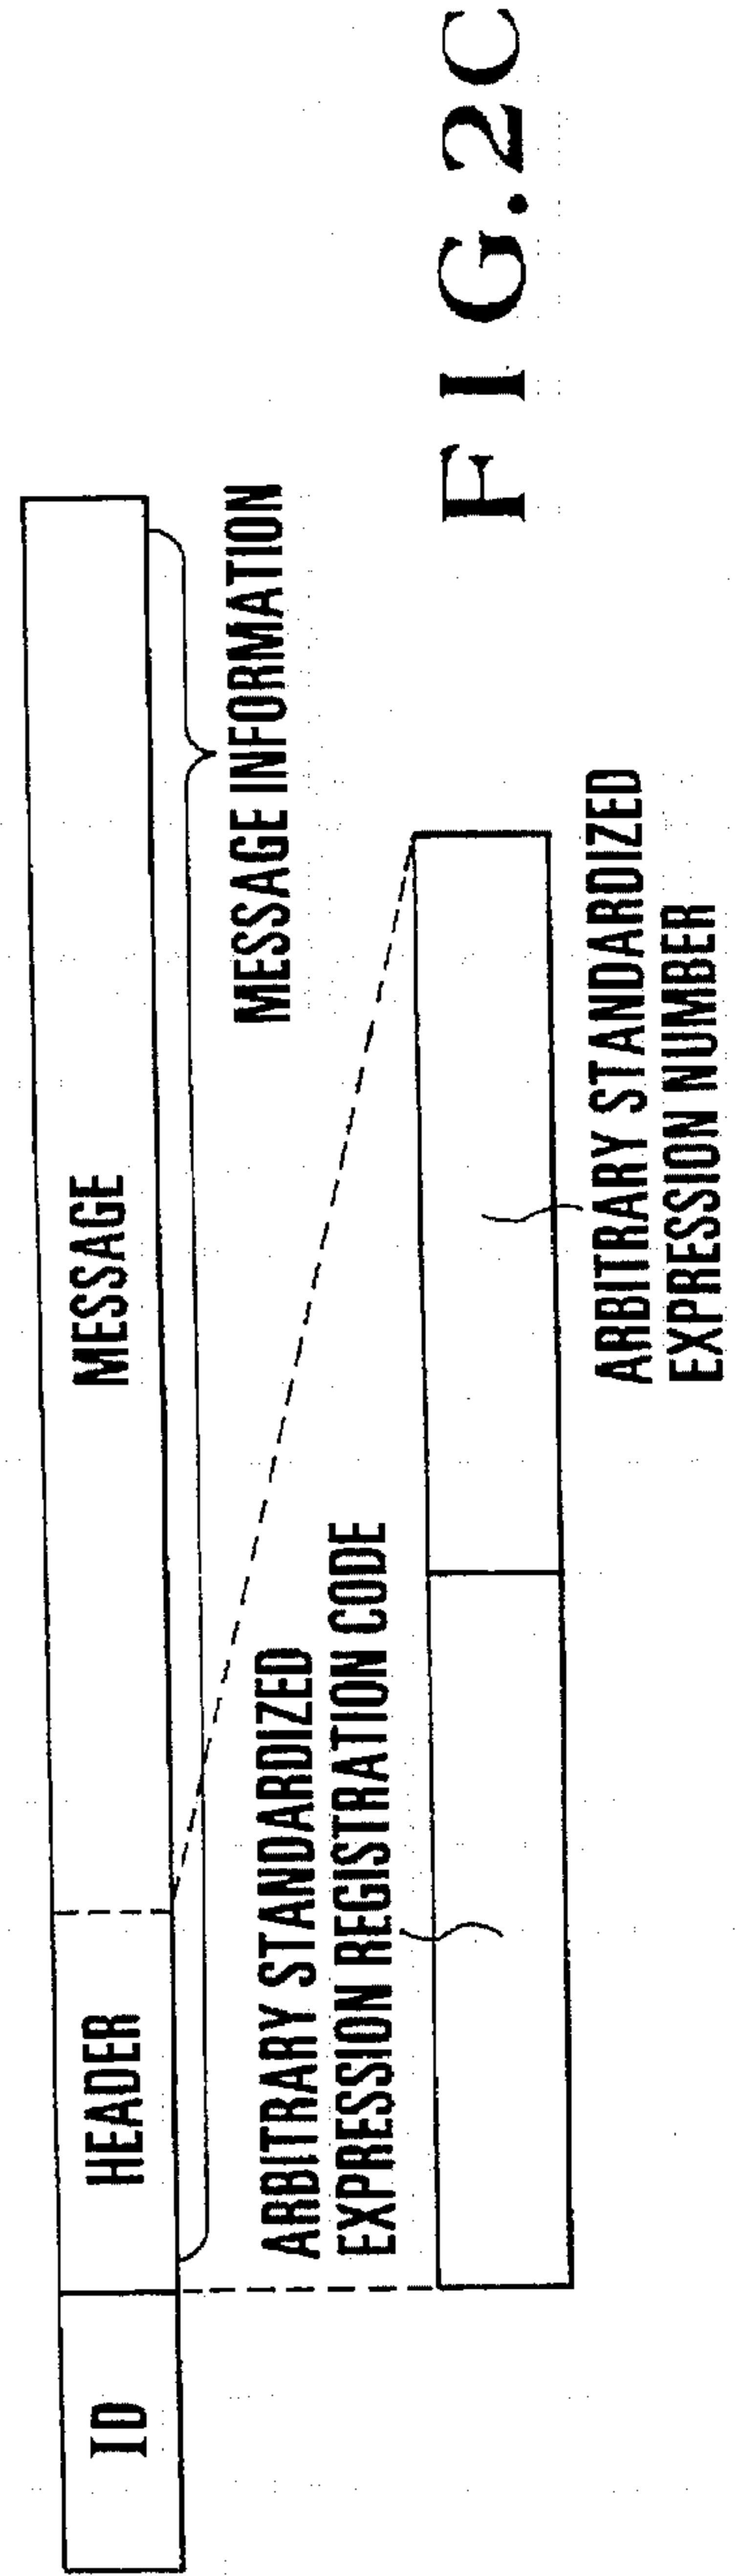 ID
HEADER
MESSAGE
MESSAGE INFORMATION
ARBITRARY STANDARDIZED
EXPRESSION REGISTRATION CODE
ARBITRARY STANDARDIZED
EXPRESSION NUMBER
FIG.2C